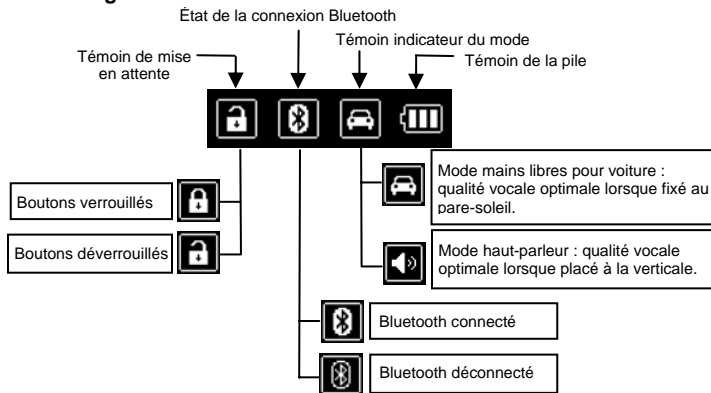 État de la connexion Bluetooth
Témoin de mise
en attente
Témoin indicateur du mode
Témoin de la pile
Boutons verrouillés
Boutons déverrouillés
Mode mains libres pour voiture :
qualité vocale optimale lorsque fixé au
pare-soleil.
Mode haut-parleur : qualité vocale
optimale lorsque placé à la verticale.
Bluetooth connecté
Bluetooth déconnecté